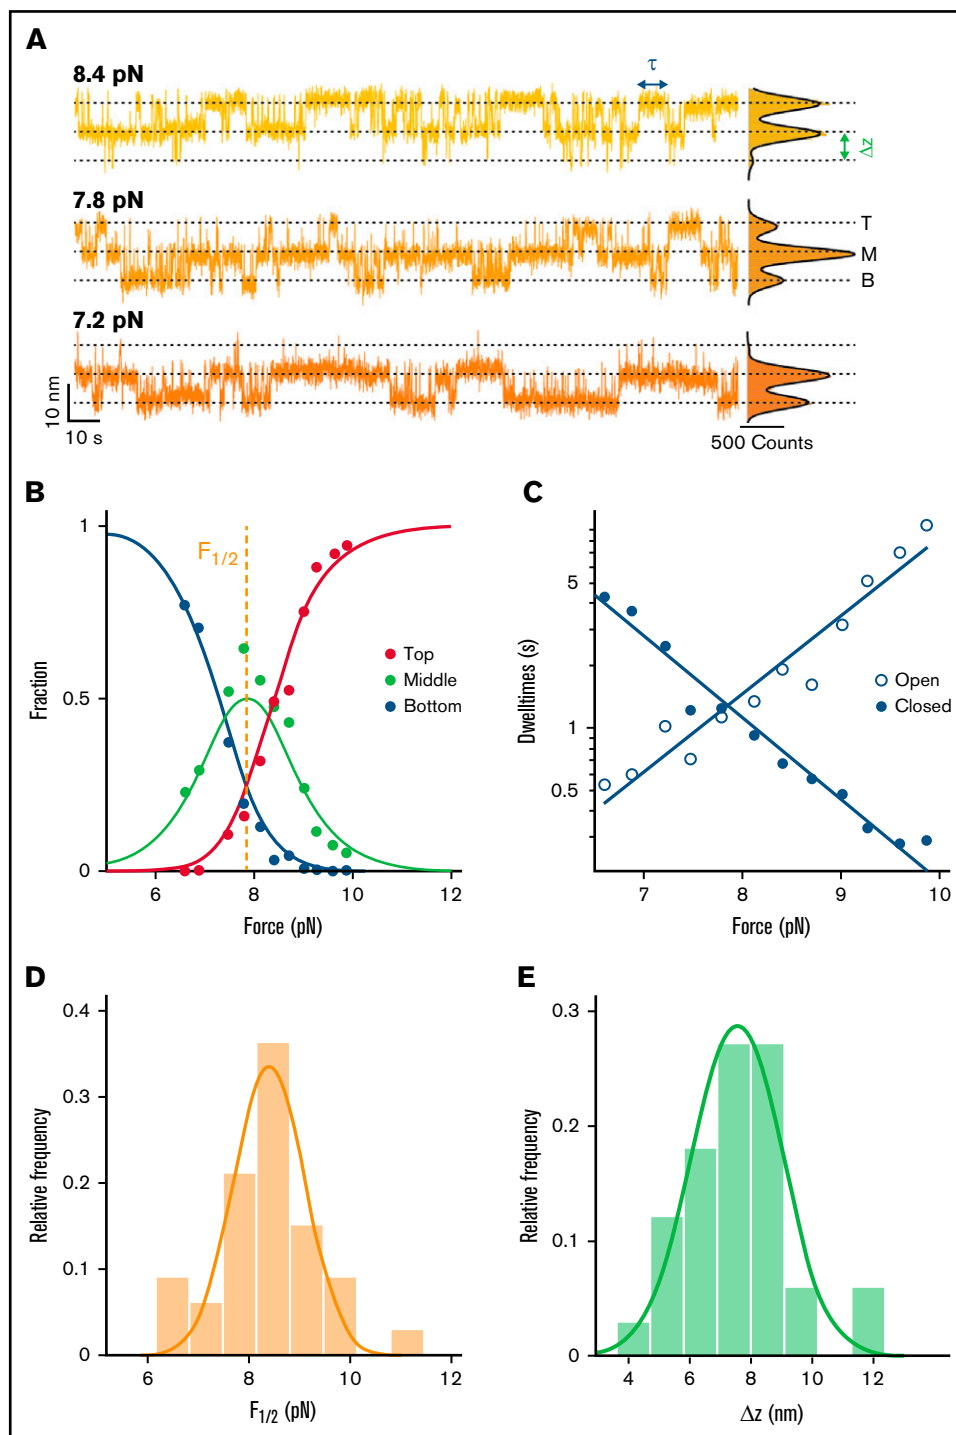 A
8.4 pN
τ
Δz
7.8 pN
T
M
B
7.2 pN
10 nm
10 s
500 Counts
B
1
0.5
0
Fraction
F1/2
Top
Middle
Bottom
6
8
10
12
Force (pN)
C
5
1
0.5
Dwelltimes (s)
Open
Closed
7
8
9
10
Force (pN)
D
0.4
0.3
0.2
0.1
0
Relative frequency
6
8
10
12
F1/2 (pN)
E
0.3
0.2
0.1
0
Relative frequency
4
6
8
10
12
Δz (nm)